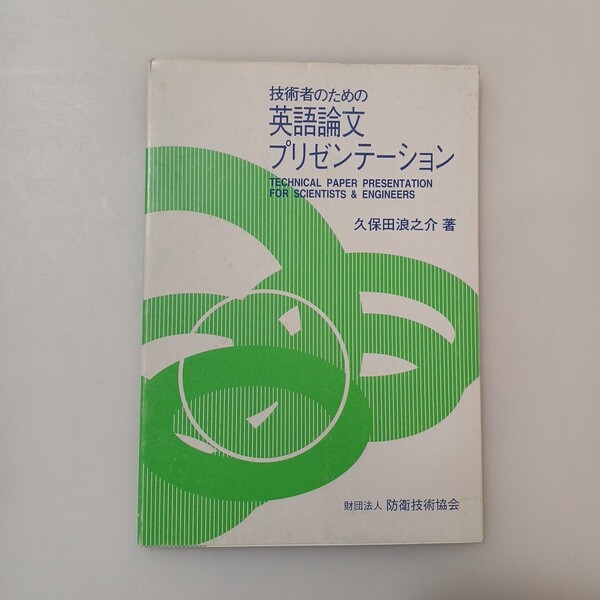 技術者のための
英語論文
プリゼンテーション
TECHNICAL PAPER PRESENTATION
FOR SCIENTISTS & ENGINEERS
久保田浪之介 著
財団法人 防衛技術協会